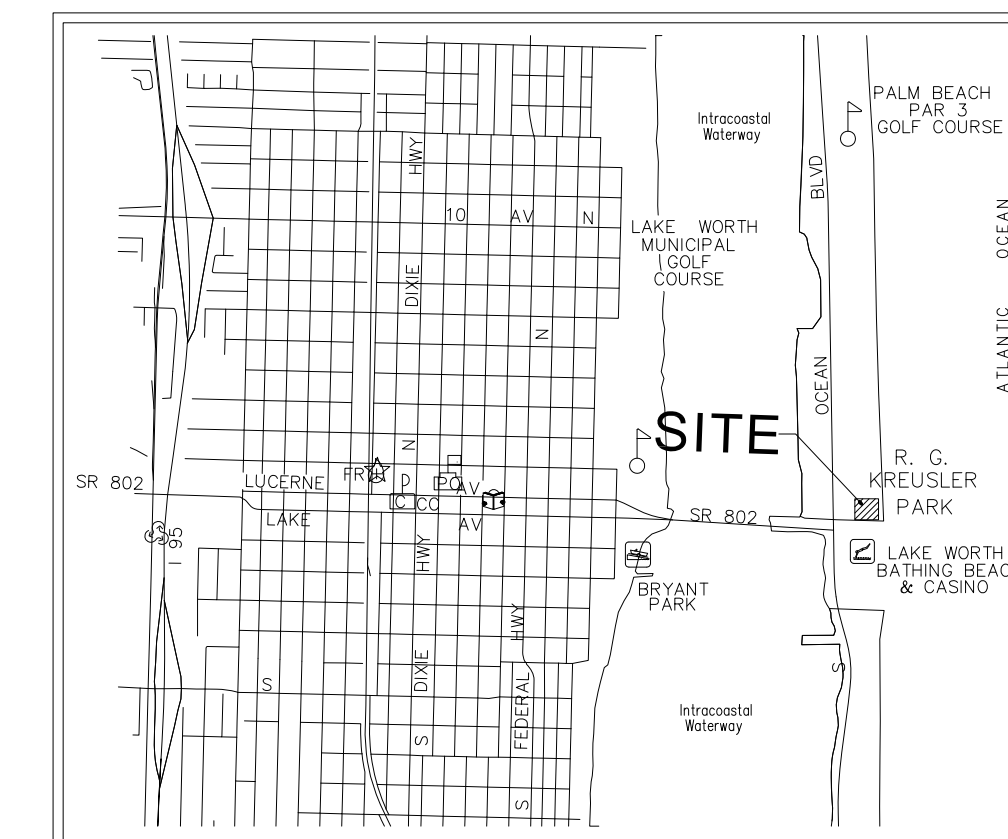 PALM BEACH
PAR 3
GOLF COURSE
Intracoastal
Waterway
HWY
BLVD
10 AV N
LAKE WORTH
MUNICIPAL
GOLF
COURSE
OCEAN
ATLANTIC
DIXIE
N
OCEAN
SITE
N
R. G.
KREUSLER
PARK
SR 802
LUCERNE
FR
P
PO
AV
C
CC
LAKE
AV
SR 802
I 95
HWY
LAKE WORTH
BATHING BEAC
& CASINO
BRYANT
PARK
HWY
DIXIE
S
S
FEDERAL
S
Intracoastal
Waterway
S
S